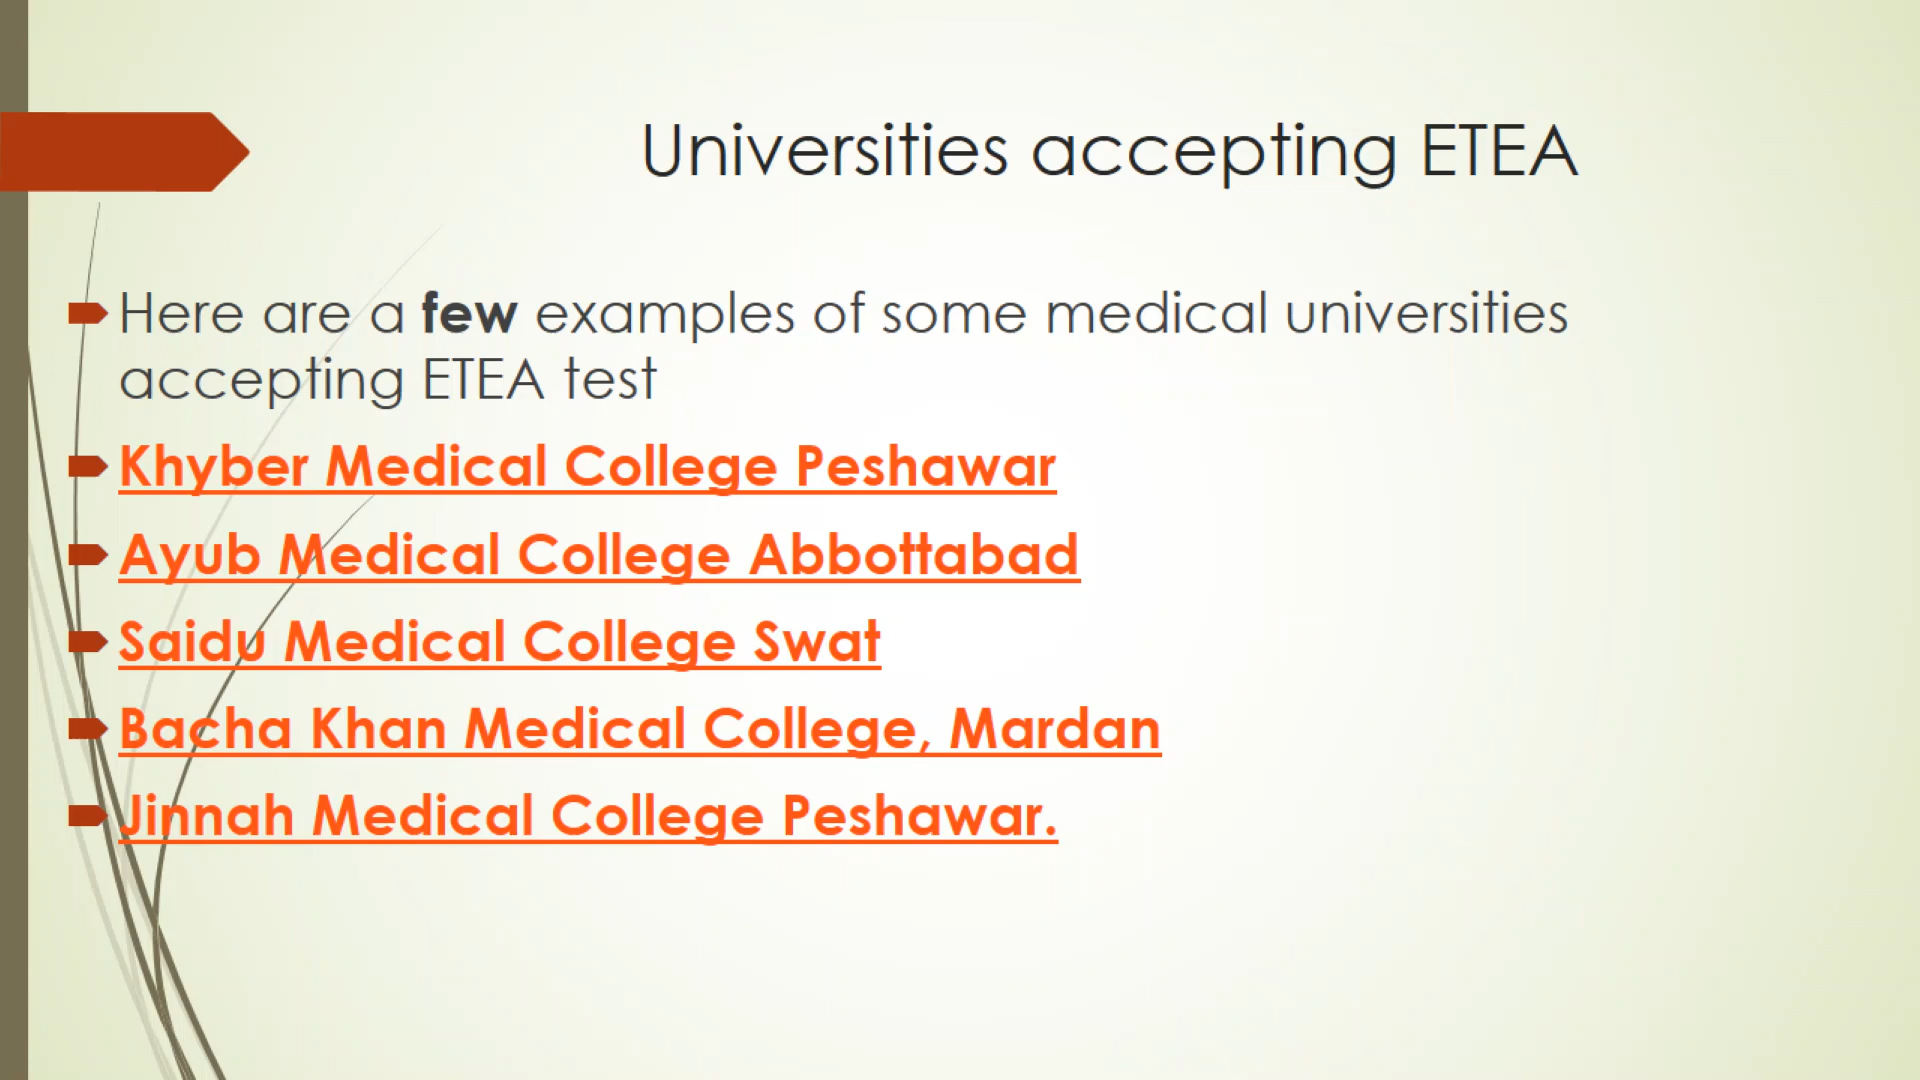 Universities accepting ETEA
Here are a few examples of some medical universities
accepting ETEA test
Khyber Medical College Peshawar
Ayub Medical College Abbottabad
Saidu Medical College Swat
Bacha Khan Medical College, Mardan
Jinnah Medical College Peshawar.